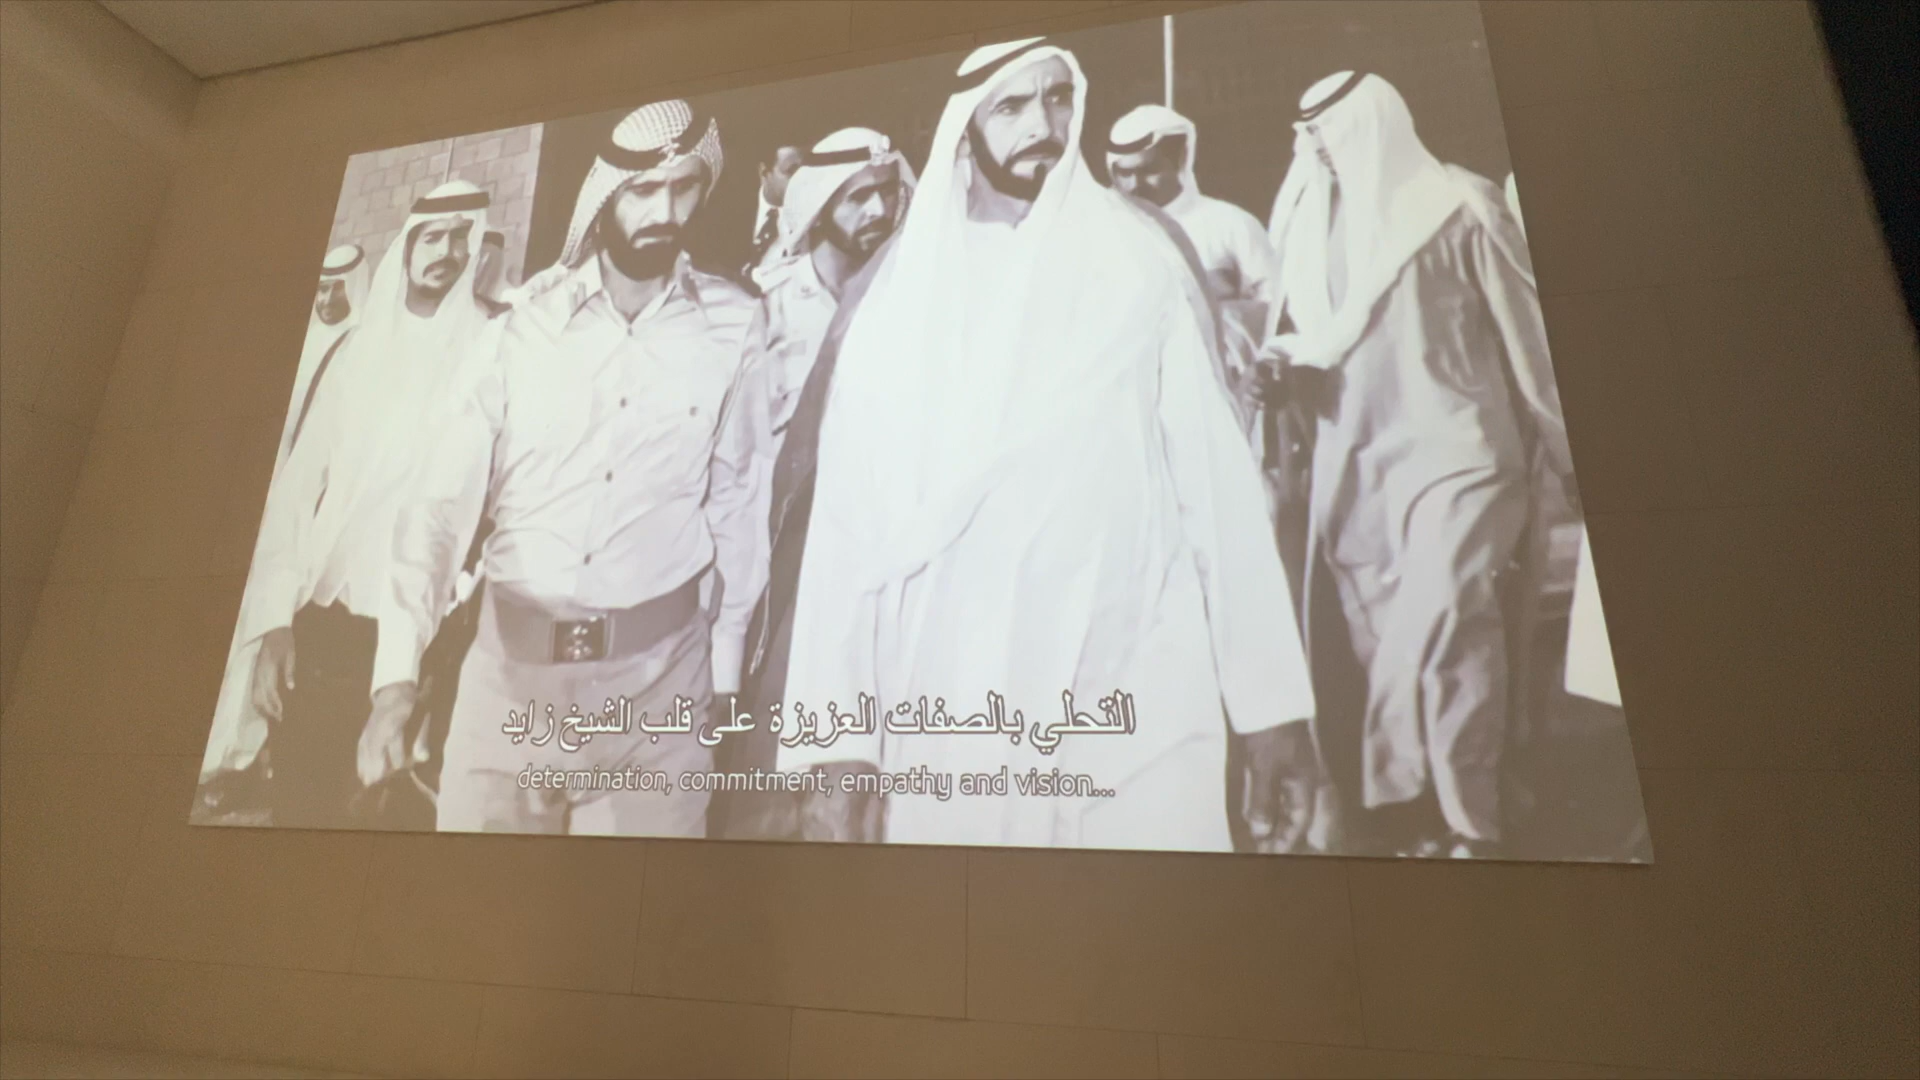 التحلي بالصفات العزيزة على قلب الشيخ زايد
determination, commitment, empathy and vision...